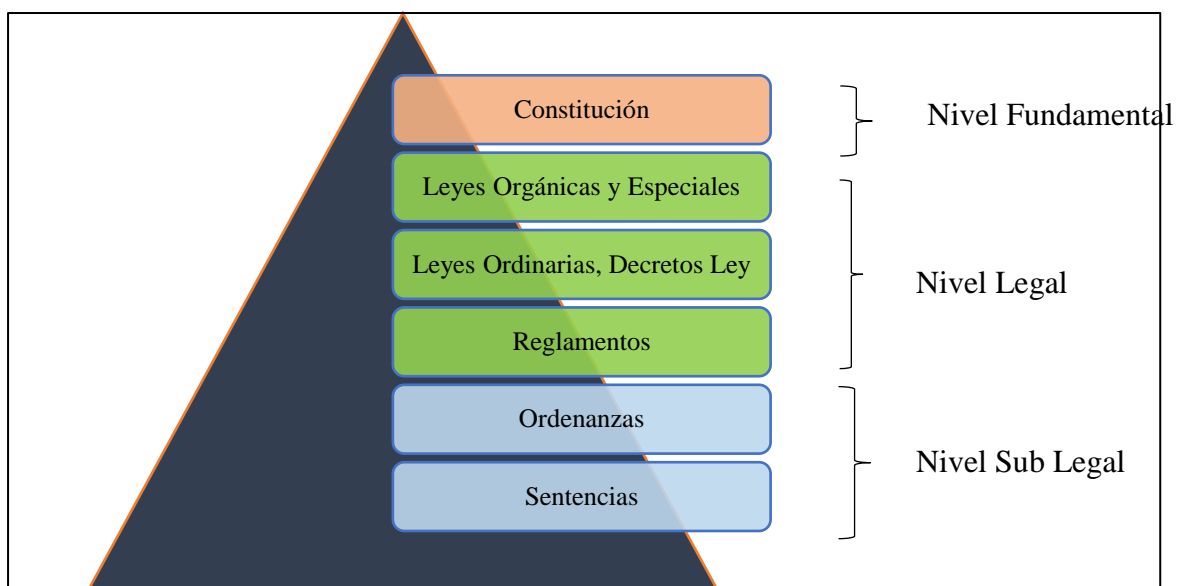 Constitución
Nivel Fundamental
Leyes Orgánicas y Especiales
Leyes Ordinarias, Decretos Ley
Nivel Legal
Reglamentos
Ordenanzas
Nivel Sub Legal
Sentencias